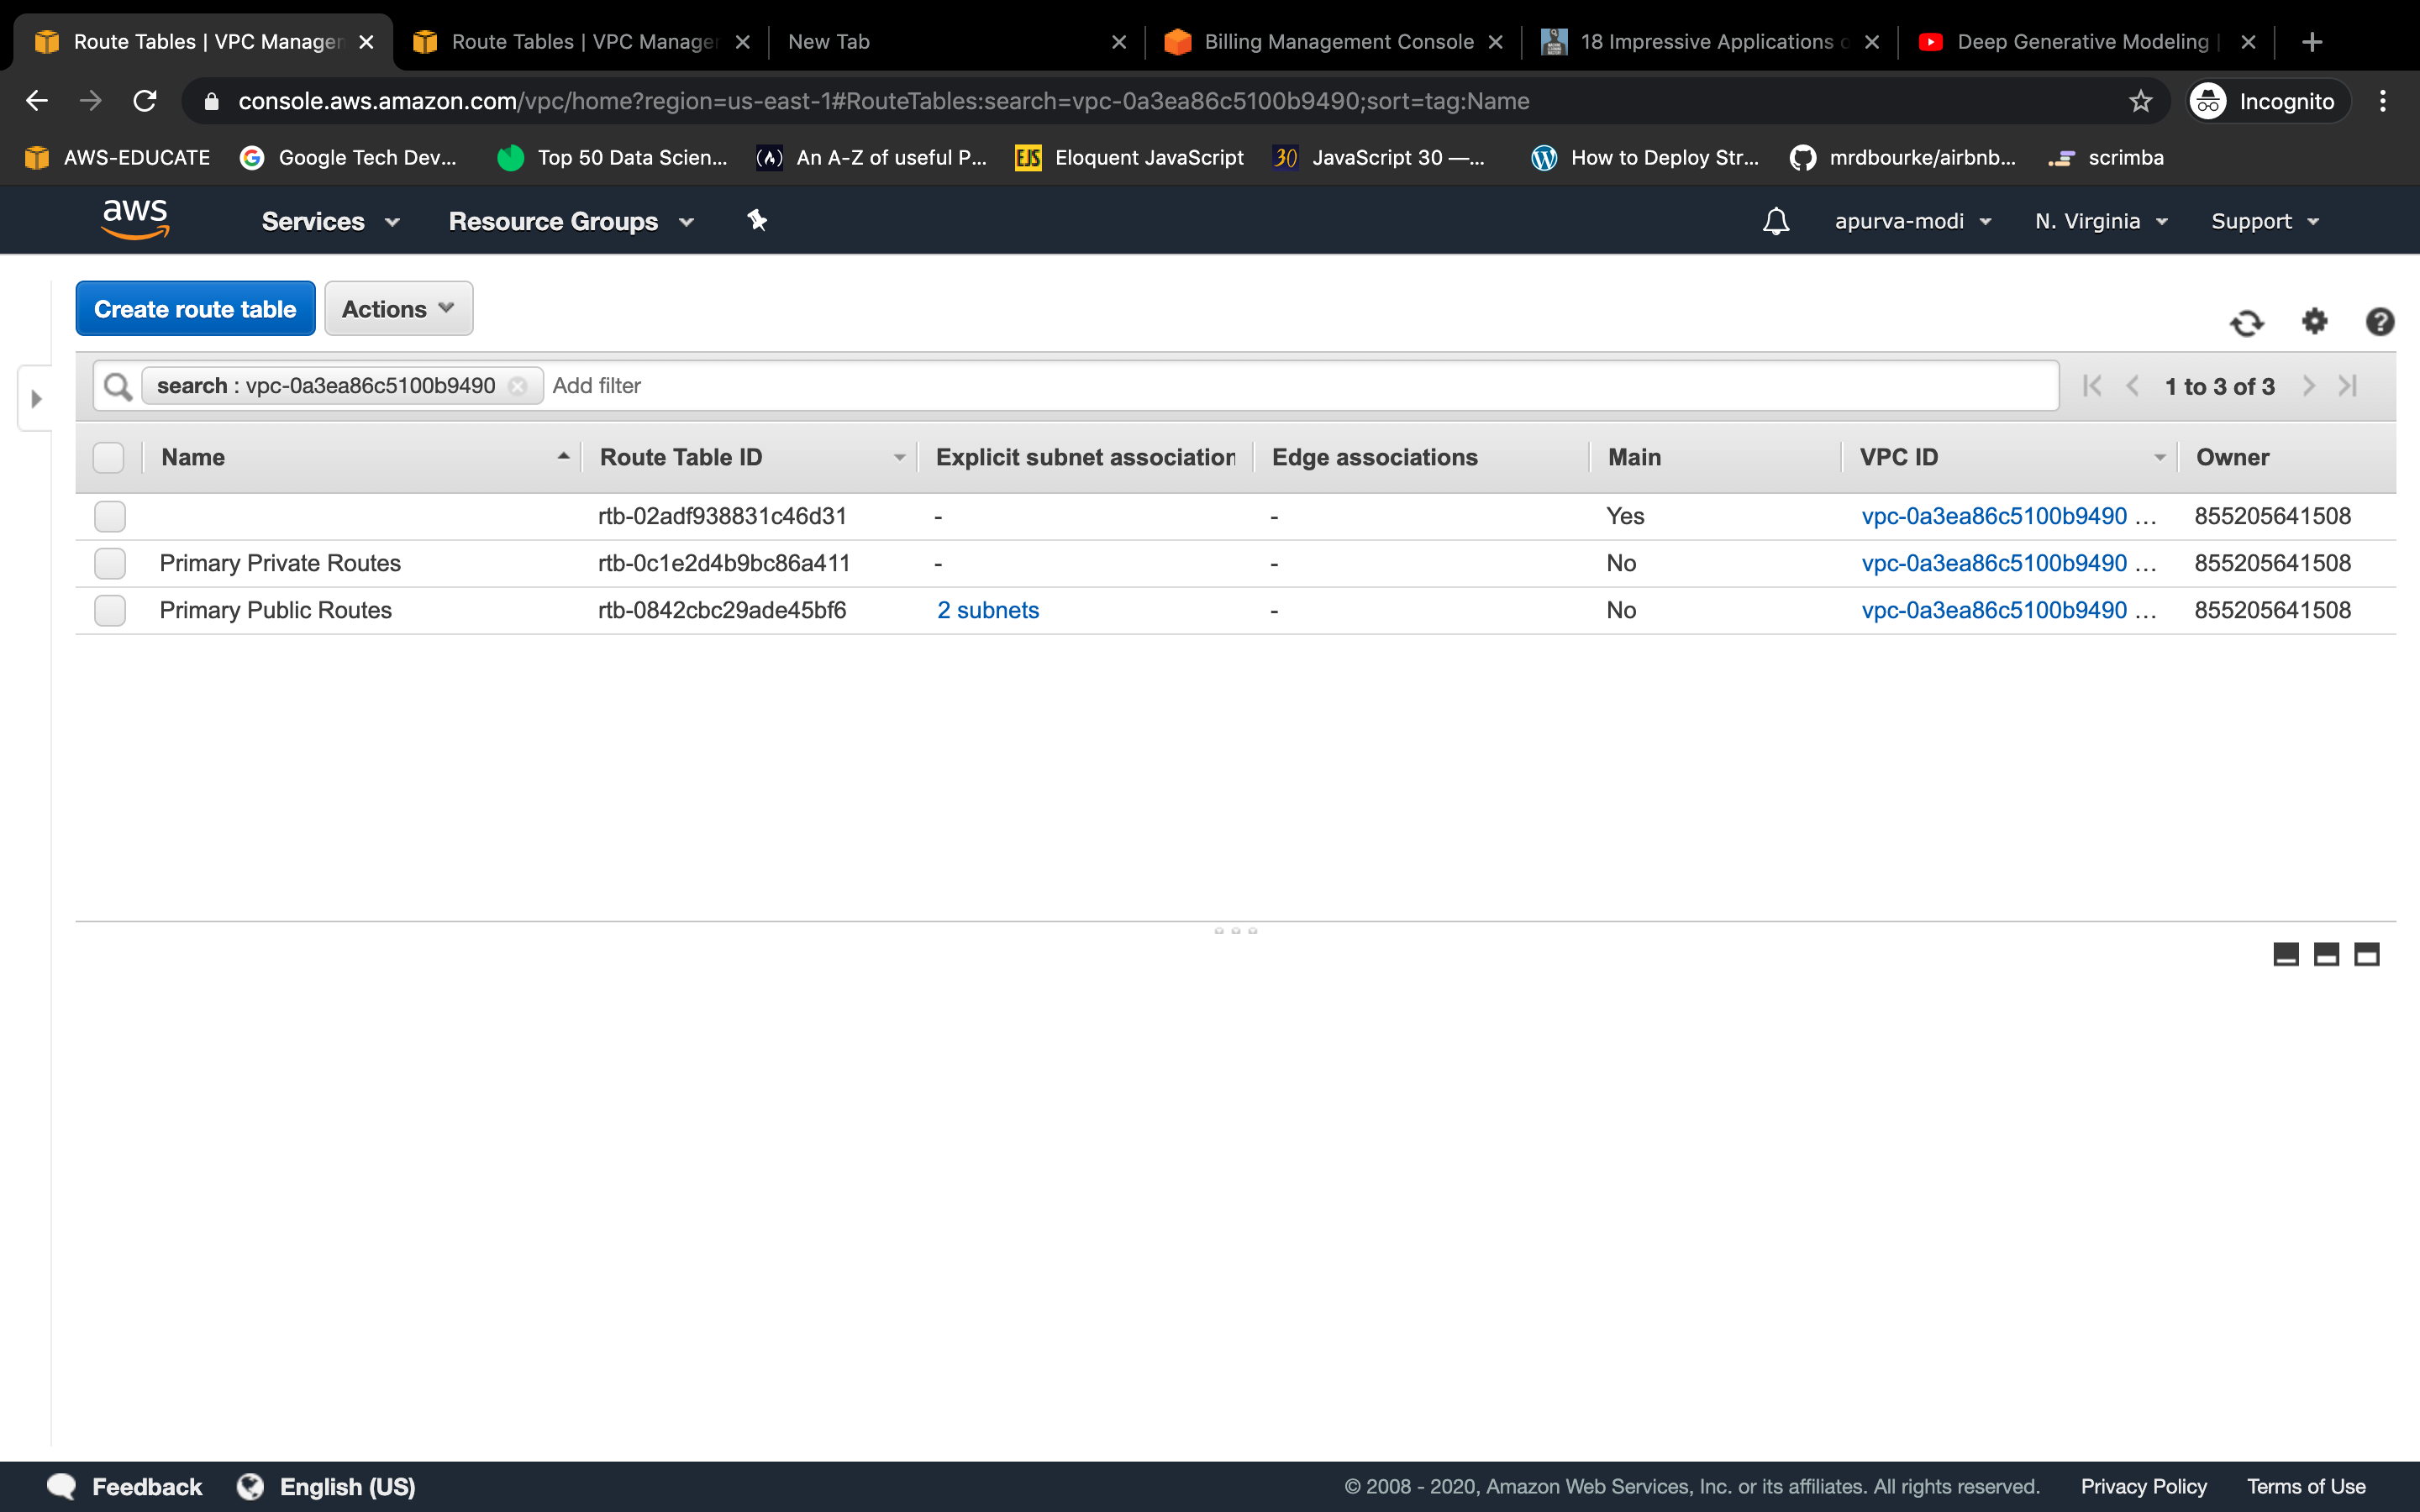 Route Tables | VPC Manager
Route Tables | VPC Manager
New Tab
Billing Management Console
18 Impressive Applications o
Deep Generative Modeling |
console.aws.amazon.com/vpc/home?region=us-east-1#RouteTables:search=vpc-0a3ea86c5100b9490;sort=tag:Name
Incognito
AWS-EDUCATE
Google Tech Dev...
Top 50 Data Scien...
An A-Z of useful P...
EJS
Eloquent JavaScript
30
JavaScript 30 —...
How to Deploy Str...
mrdbourke/airbnb...
scrimba
aws
Services
Resource Groups
apurva-modi
N. Virginia
Support
Create route table
Actions
search : vpc-0a3ea86c5100b9490
Add filter
1 to 3 of 3
Name Route Table ID Explicit subnet association Edge associations Main VPC ID Owner
rtb-02adf938831c46d31 - - Yes vpc-0a3ea86c5100b9490 ... 855205641508
Primary Private Routes rtb-0c1e2d4b9bc86a411 - - No vpc-0a3ea86c5100b9490 ... 855205641508
Primary Public Routes rtb-0842cbc29ade45bf6 2 subnets - No vpc-0a3ea86c5100b9490 ... 855205641508
Feedback
English (US)
© 2008 - 2020, Amazon Web Services, Inc. or its affiliates. All rights reserved.
Privacy Policy
Terms of Use